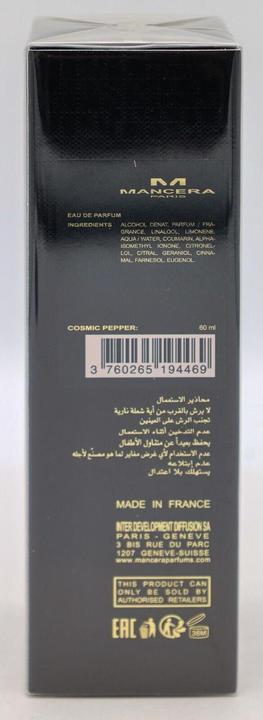 MANCERA
PARIS
EAU DE PARFUM
INGREDIENTS ALCOHOL DENAT, PARFUM / FRA-
GRANCE, LINALOOL, LIMONENE,
AQUA / WATER, COUMARIN, ALPHA-
ISOMETHYL IONONE, CITRONEL-
LOL, CITRAL, GERANIOL, CINNA-
MAL, FARNESOL, EUGENOL.
COSMIC PEPPER: 60 ml
3 760265 194469
محاذير الاستعمال
لا يرش بالقرب من أية شعلة نارية
تجنب الرش على العينين
عدم التدخين أثناء الاستعمال
يحفظ بعيداً عن متناول الأطفال
عدم الاستخدام لأي غرض مغاير لما هو مصنّع لأجله
عدم إبتلاعه
يستهلك بلا اعتدال
MADE IN FRANCE
INTER DEVELOPMENT DIFFUSION SA
PARIS - GENEVE
3 BIS RUE DU PARC
1207 GENEVE-SUISSE
www.manceraparfums.com
THIS PRODUCT CAN
ONLY BE SOLD BY
AUTHORISED RETAILERS
EAC 36M